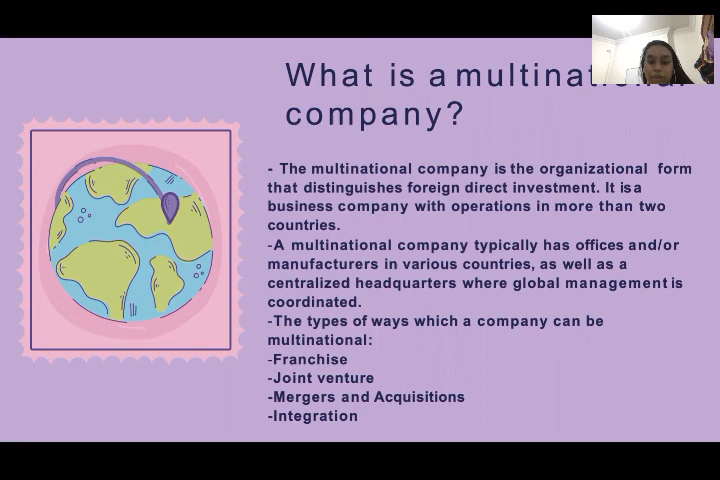 What is a multinational
company?
- The multinational company is the organizational form
that distinguishes foreign direct investment. It is a
business company with operations in more than two
countries.
-A multinational company typically has offices and/or
manufacturers in various countries, as well as a
centralized headquarters where global management is
coordinated.
-The types of ways which a company can be
multinational:
-Franchise
-Joint venture
-Mergers and Acquisitions
-Integration